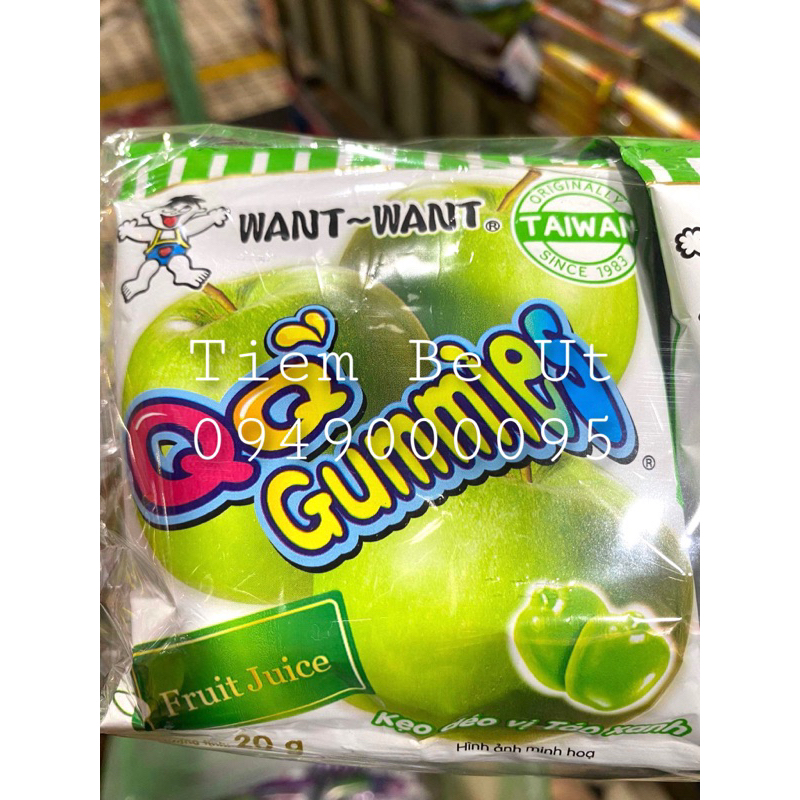 WANT~WANT®
ORIGINALLY
TAIWAN
SINCE 1983
Tiem Be Ut
QQ
0949000095
Gummies®
Fruit Juice
Kẹo dẻo vị Táo xanh
20 g
Hình ảnh minh hoạ